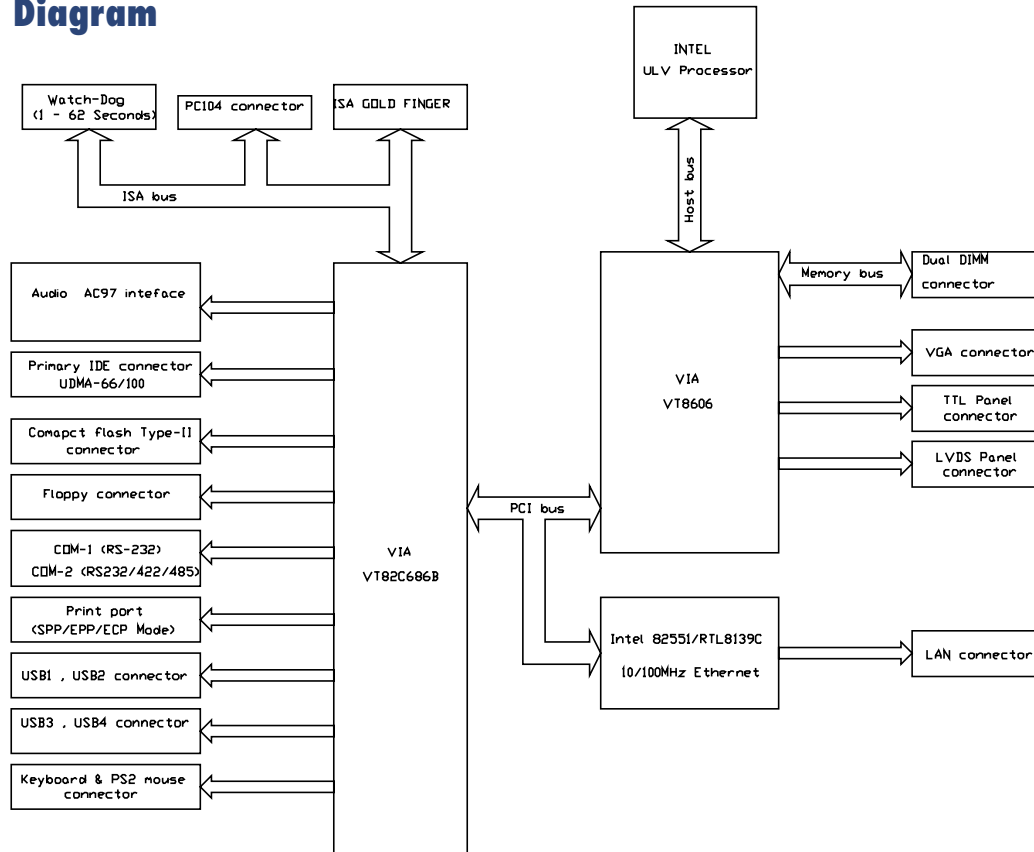 Diagram
INTEL
ULV Processor
Watch-Dog
(1 - 62 Seconds)
PC104 connector
ISA GOLD FINGER
ISA bus
Host bus
Audio AC97 inteface
Primary IDE connector
UDMA-66/100
Comapct flash Type-II
connector
Floppy connector
COM-1 (RS-232)
COM-2 (RS232/422/485)
Print port
(SPP/EPP/ECP Mode)
USB1 , USB2 connector
USB3 , USB4 connector
Keyboard & PS2 mouse
connector
VIA
VT82C686B
PCI bus
VIA
VT8606
Memory bus
Dual DIMM
connector
VGA connector
TTL Panel
connector
LVDS Panel
connector
Intel 82551/RTL8139C
10/100MHz Ethernet
LAN connector